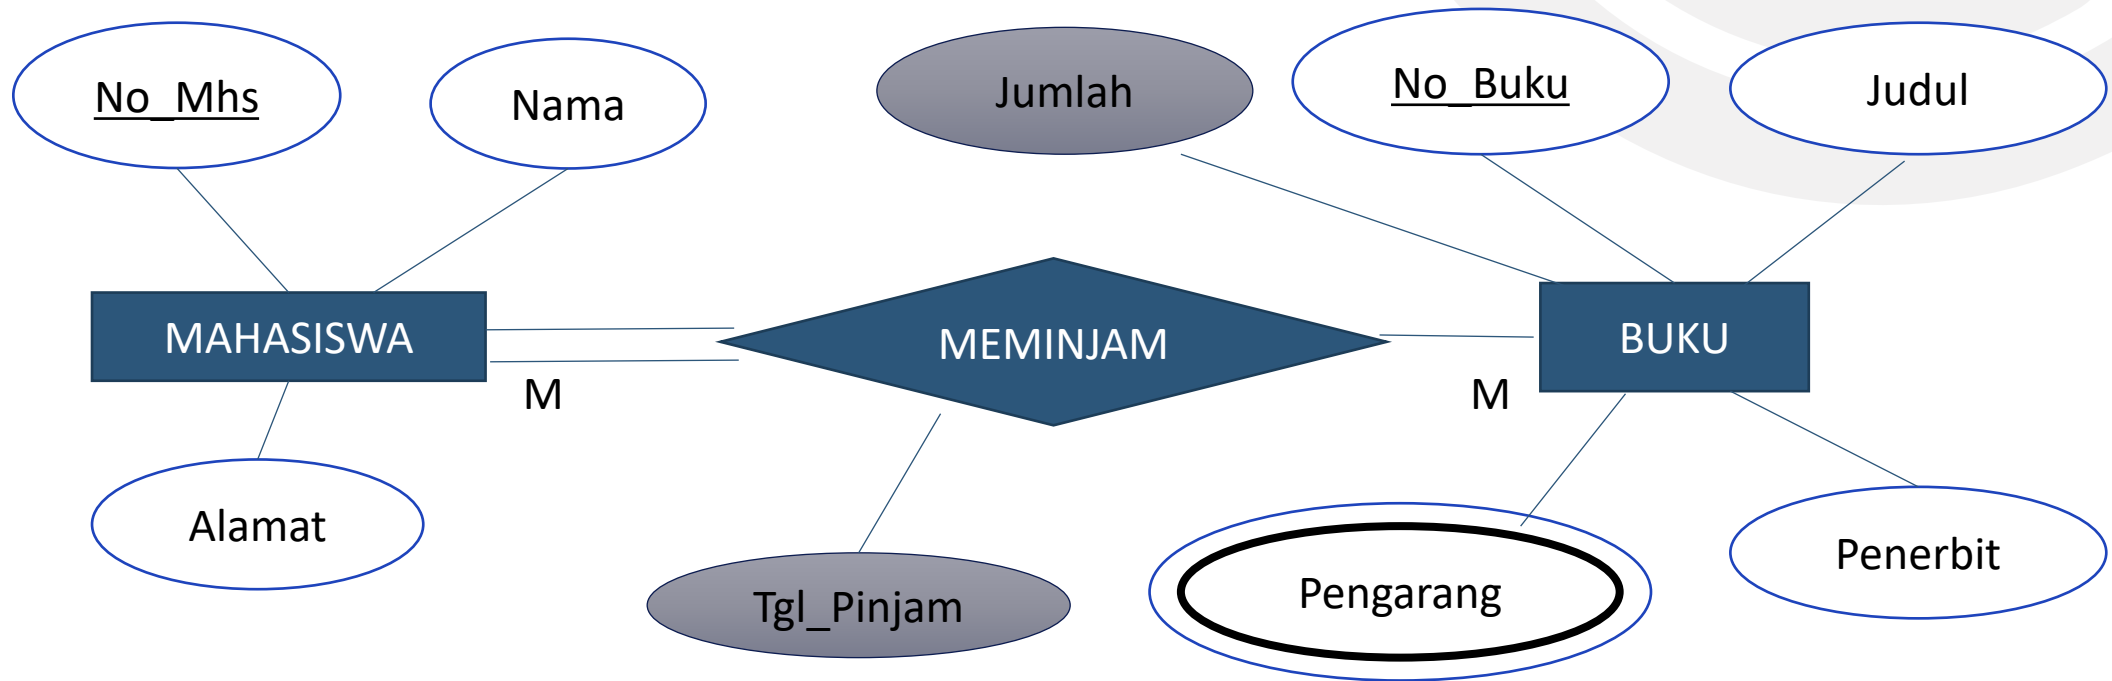 No_Mhs
Nama
Jumlah
No_Buku
Judul
MAHASISWA
MEMINJAM
BUKU
M
M
Alamat
Tgl_Pinjam
Pengarang
Penerbit